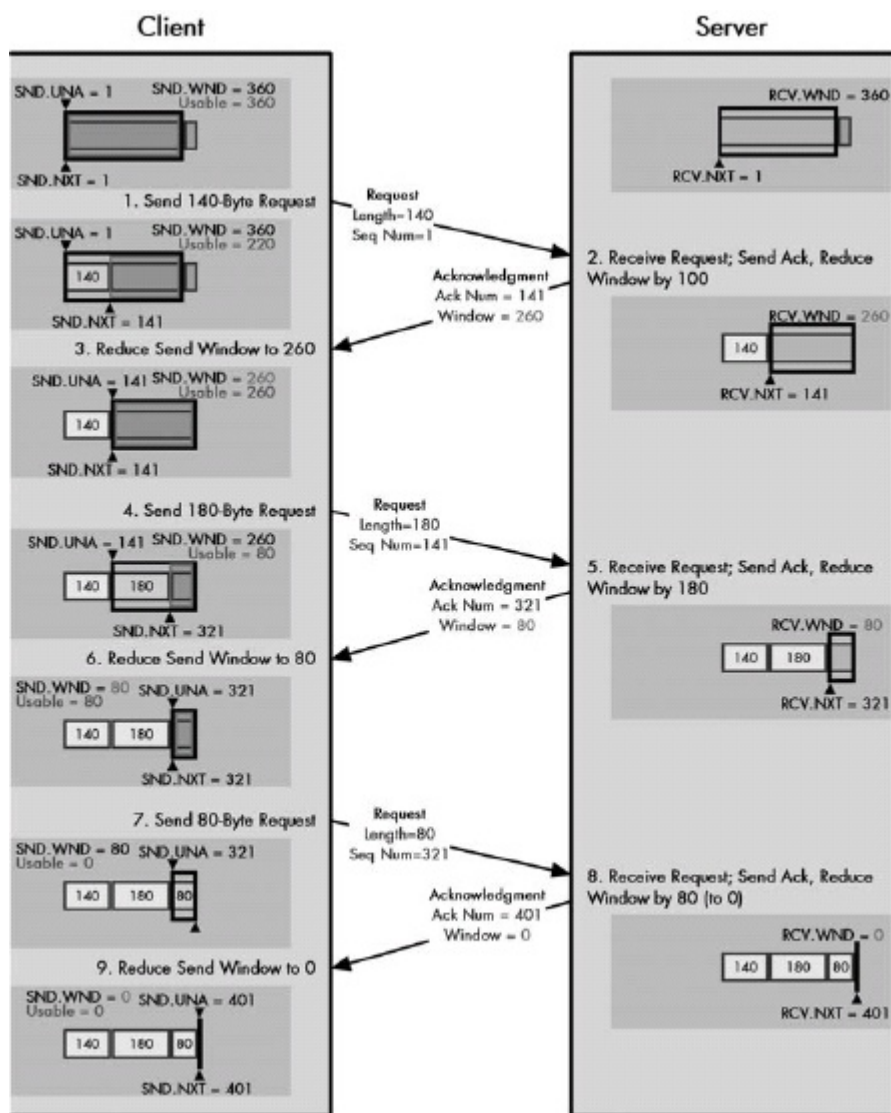 Client
Server
SND.UNA = 1
SND.WND = 360
Usable = 360
SND.NXT = 1
RCV.WND = 360
RCV.NXT = 1
1. Send 140-Byte Request
Request
Length=140
Seq Num=1
SND.UNA = 1
SND.WND = 360
Usable = 220
140
SND.NXT = 141
2. Receive Request; Send Ack, Reduce
Window by 100
Acknowledgment
Ack Num = 141
Window = 260
RCV.WND = 260
140
RCV.NXT = 141
3. Reduce Send Window to 260
SND.UNA = 141
SND.WND = 260
Usable = 260
140
SND.NXT = 141
4. Send 180-Byte Request
Request
Length=180
Seq Num=141
SND.UNA = 141
SND.WND = 260
Usable = 80
140
180
SND.NXT = 321
5. Receive Request; Send Ack, Reduce
Window by 180
Acknowledgment
Ack Num = 321
Window = 80
RCV.WND = 80
140
180
RCV.NXT = 321
6. Reduce Send Window to 80
SND.WND = 80
Usable = 80
SND.UNA = 321
140
180
SND.NXT = 321
7. Send 80-Byte Request
Request
Length=80
Seq Num=321
SND.WND = 80
Usable = 0
SND.UNA = 321
140
180
80
8. Receive Request; Send Ack, Reduce
Window by 80 (to 0)
Acknowledgment
Ack Num = 401
Window = 0
RCV.WND = 0
140
180
80
RCV.NXT = 401
9. Reduce Send Window to 0
SND.WND = 0
Usable = 0
SND.UNA = 401
140
180
80
SND.NXT = 401